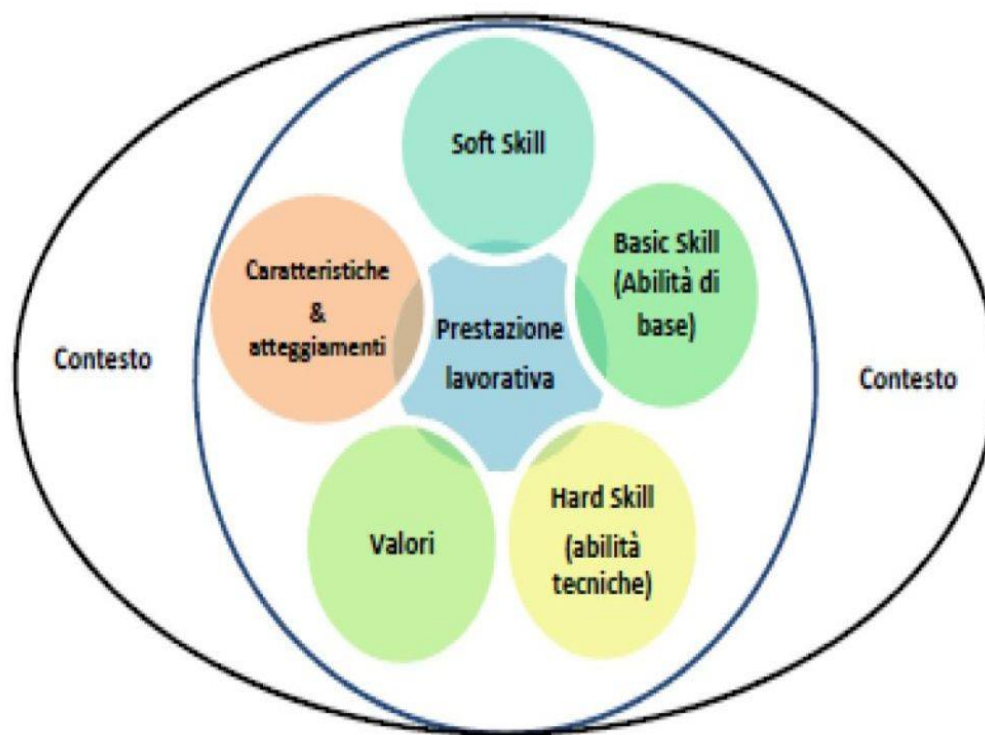 Soft Skill
Basic Skill
(Abilità di
base)
Caratteristiche
&
atteggiamenti
Prestazione
lavorativa
Contesto
Contesto
Hard Skill
(abilità
tecniche)
Valori